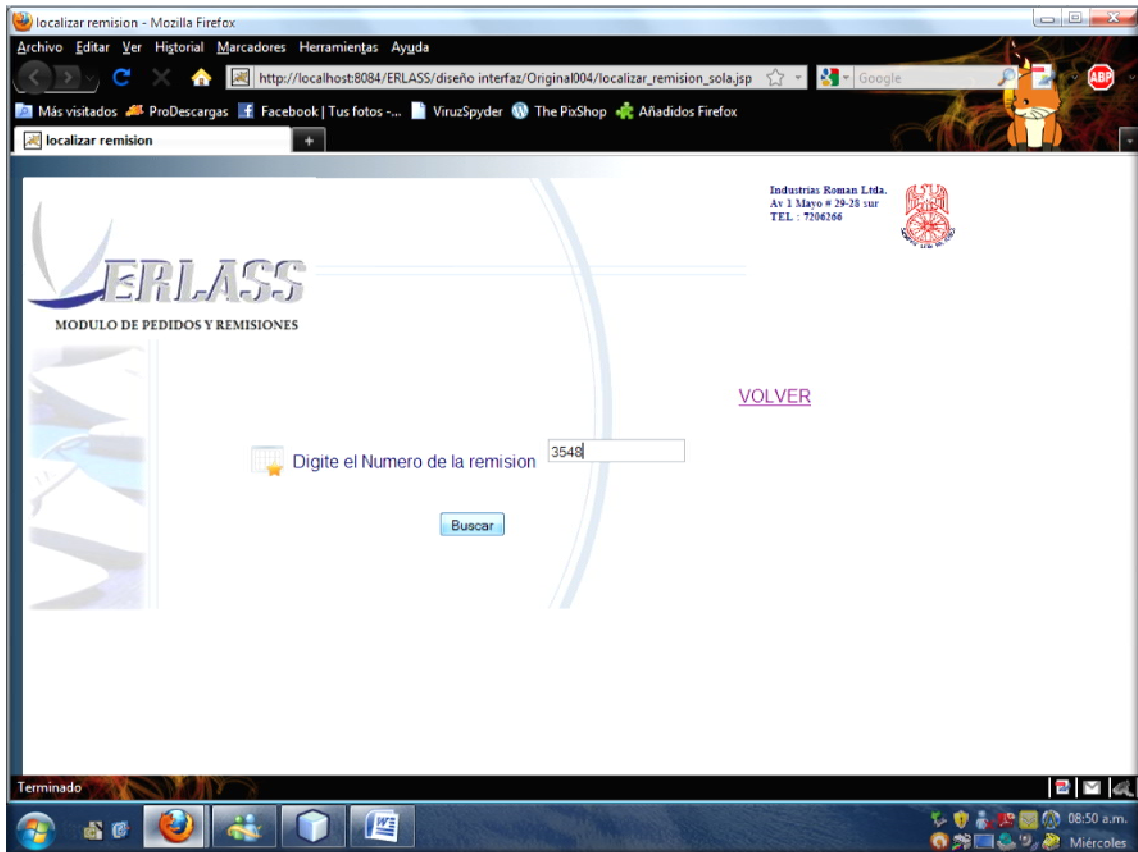 localizar remision - Mozilla Firefox
Archivo Editar Ver Historial Marcadores Herramientas Ayuda
http://localhost:8084/ERLASS/diseño interfaz/Original004/localizar_remision_sola.jsp
Google
ABP
Más visitados ProDescargas Facebook | Tus fotos -... ViruzSpyder The PixShop Añadidos Firefox
localizar remision
Industrias Roman Ltda.
Av 1 Mayo # 29-28 sur
TEL : 7206266
ERLASS
MODULO DE PEDIDOS Y REMISIONES
VOLVER
Digite el Numero de la remision 3548
Buscar
Terminado
08:50 a.m.
Miércoles